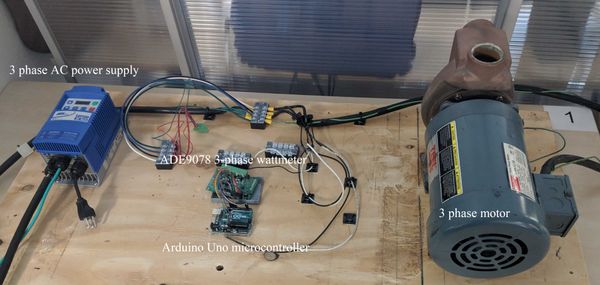 3 phase AC power supply
1
ADE9078 3-phase wattmeter
3 phase motor
Arduino Uno microcontroller